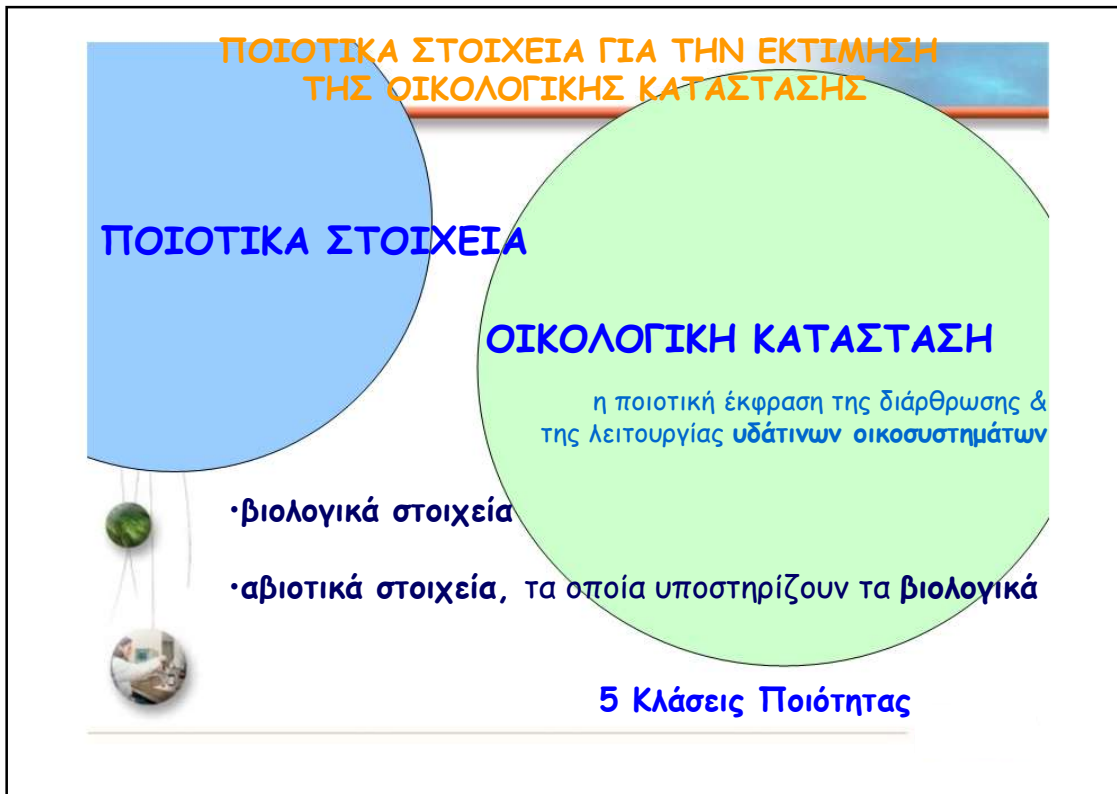 ΠΟΙΟΤΙΚΑ ΣΤΟΙΧΕΙΑ ΓΙΑ ΤΗΝ ΕΚΤΙΜΗΣΗ
ΤΗΣ ΟΙΚΟΛΟΓΙΚΗΣ ΚΑΤΑΣΤΑΣΗΣ
ΠΟΙΟΤΙΚΑ ΣΤΟΙΧΕΙΑ
ΟΙΚΟΛΟΓΙΚΗ ΚΑΤΑΣΤΑΣΗ
η ποιοτική έκφραση της διάρθρωσης &
της λειτουργίας υδάτινων οικοσυστημάτων
•βιολογικά στοιχεία
•αβιοτικά στοιχεία, τα οποία υποστηρίζουν τα βιολογικά
5 Κλάσεις Ποιότητας